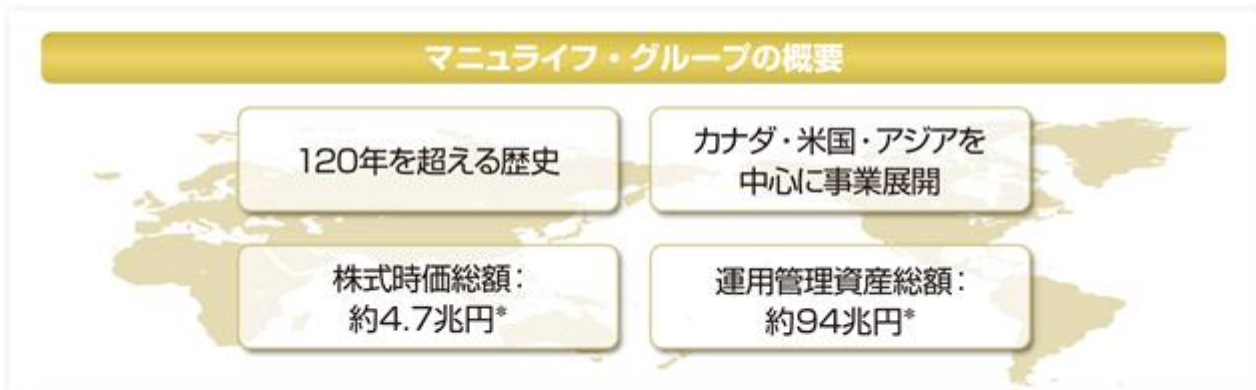 マニュライフ・グループの概要
120年を超える歴史
カナダ・米国・アジアを
中心に事業展開
株式時価総額:
約4.7兆円*
運用管理資産総額:
約94兆円*